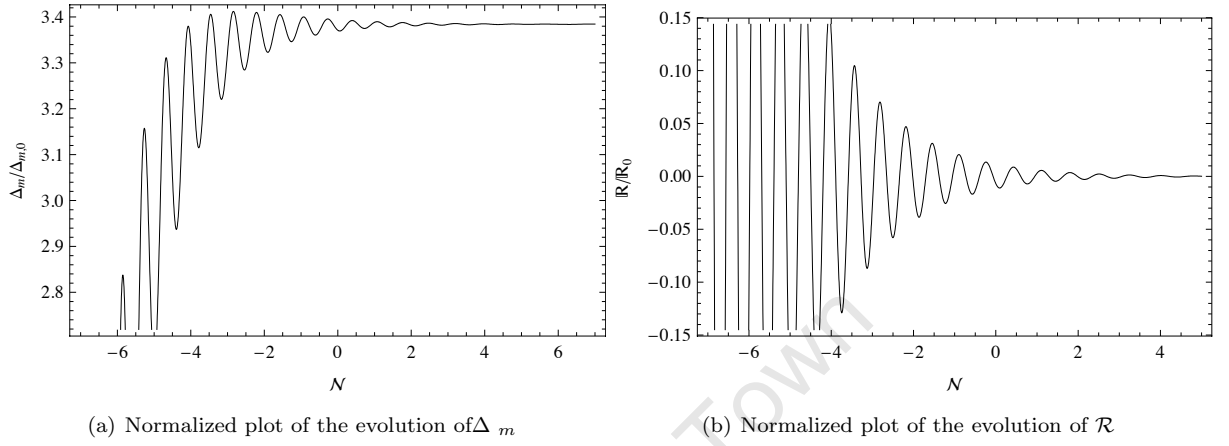 3.4
3.3
3.2
3.1
3.0
2.9
2.8
Δm/Δm,0
−6 −4 −2 0 2 4 6
𝒩
(a) Normalized plot of the evolution ofΔ m
0.15
0.10
0.05
0.00
−0.05
−0.10
−0.15
ℝ/ℝ0
−6 −4 −2 0 2 4
𝒩
(b) Normalized plot of the evolution of ℛ
Town